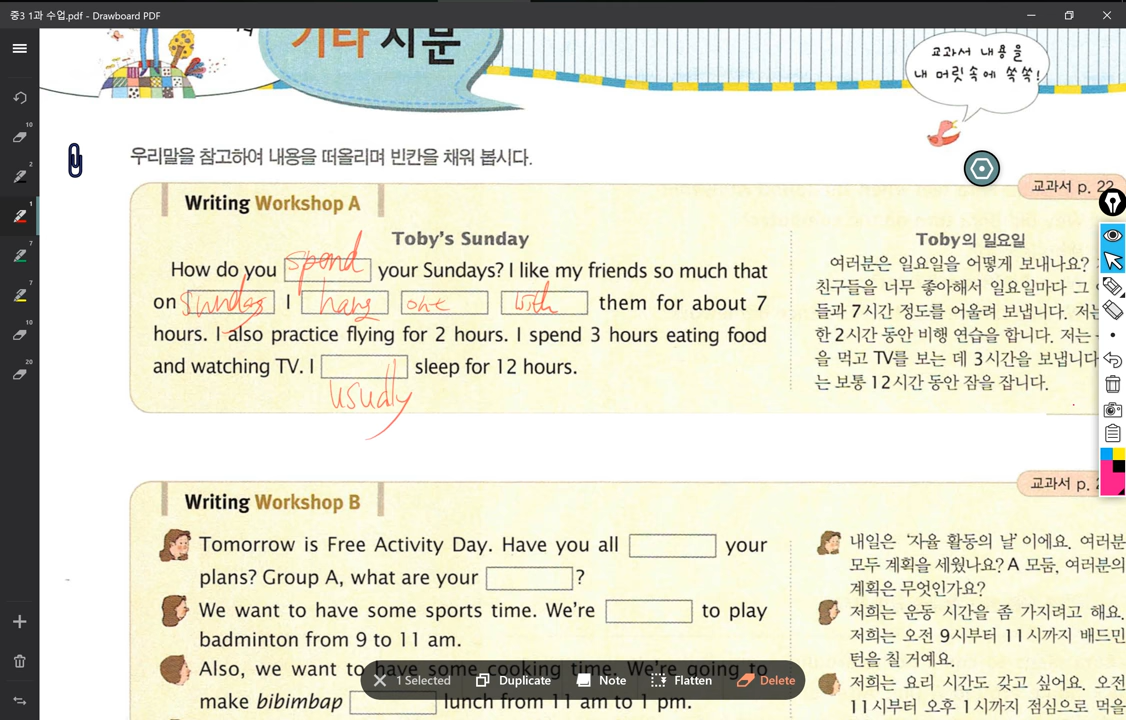 중3 1과 수업.pdf - Drawboard PDF
기타 지문
교과서 내용을
내 머릿속에 쏙쏙!
우리말을 참고하여 내용을 떠올리며 빈칸을 채워 봅시다.
교과서 p. 22
Writing Workshop A
Toby's Sunday
How do you spend your Sundays? I like my friends so much that
on Sundays I hang out with them for about 7
hours. I also practice flying for 2 hours. I spend 3 hours eating food
and watching TV. I usually sleep for 12 hours.
Toby의 일요일
여러분은 일요일을 어떻게 보내나요?
친구들을 너무 좋아해서 일요일마다 그
들과 7시간 정도를 어울려 보냅니다. 저는
한 2시간 동안 비행 연습을 합니다. 저는
을 먹고 TV를 보는 데 3시간을 보냅니다
는 보통 12시간 동안 잠을 잡니다.
교과서 p.
Writing Workshop B
Tomorrow is Free Activity Day. Have you all your
plans? Group A, what are your ?
We want to have some sports time. We're to play
badminton from 9 to 11 am.
Also, we want to have some cooking time. We're going to
make bibimbap lunch from 11 am to 1 pm.
내일은 '자율 활동의 날'이에요. 여러분
모두 계획을 세웠나요? A 모둠, 여러분의
계획은 무엇인가요?
저희는 운동 시간을 좀 가지려고 해요.
저희는 오전 9시부터 11시까지 배드민
턴을 칠 거예요.
저희는 요리 시간도 갖고 싶어요. 오전
11시부터 오후 1시까지 점심으로 먹을
1 Selected Duplicate Note Flatten Delete
10
2
1
7
7
10
20